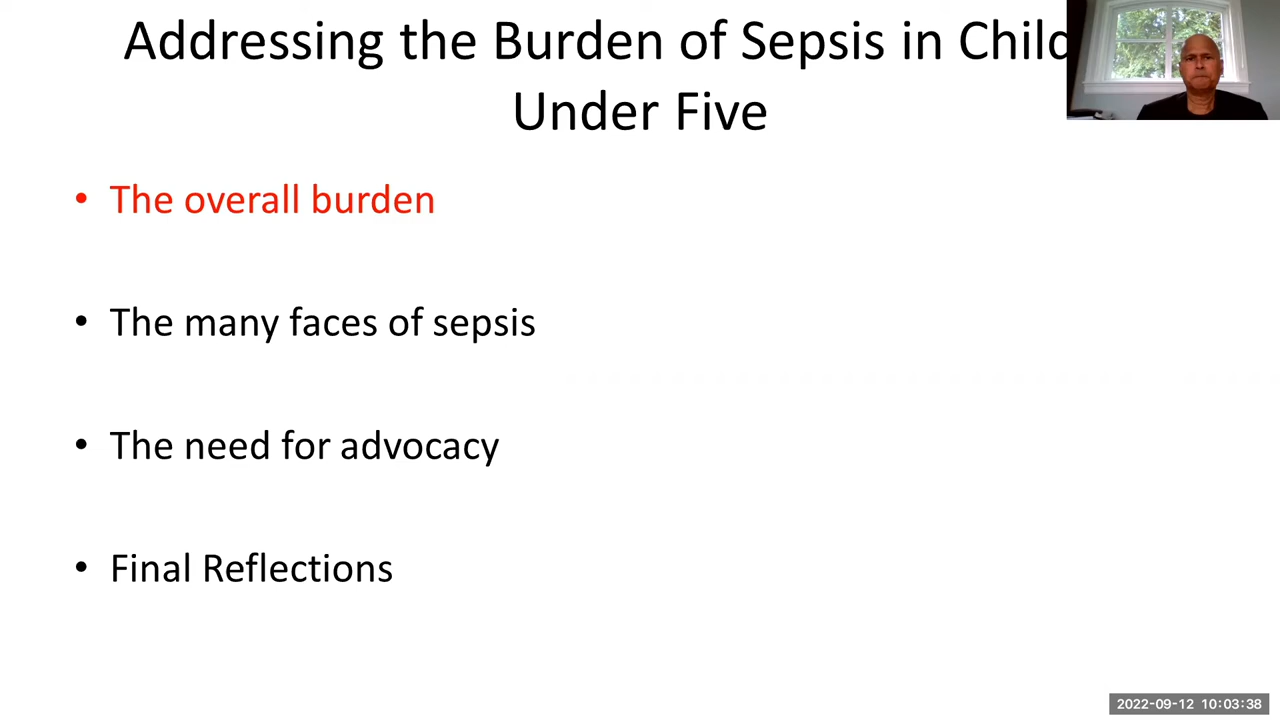 Addressing the Burden of Sepsis in Child
Under Five
• The overall burden
• The many faces of sepsis
• The need for advocacy
• Final Reflections
2022-09-12 10:03:38